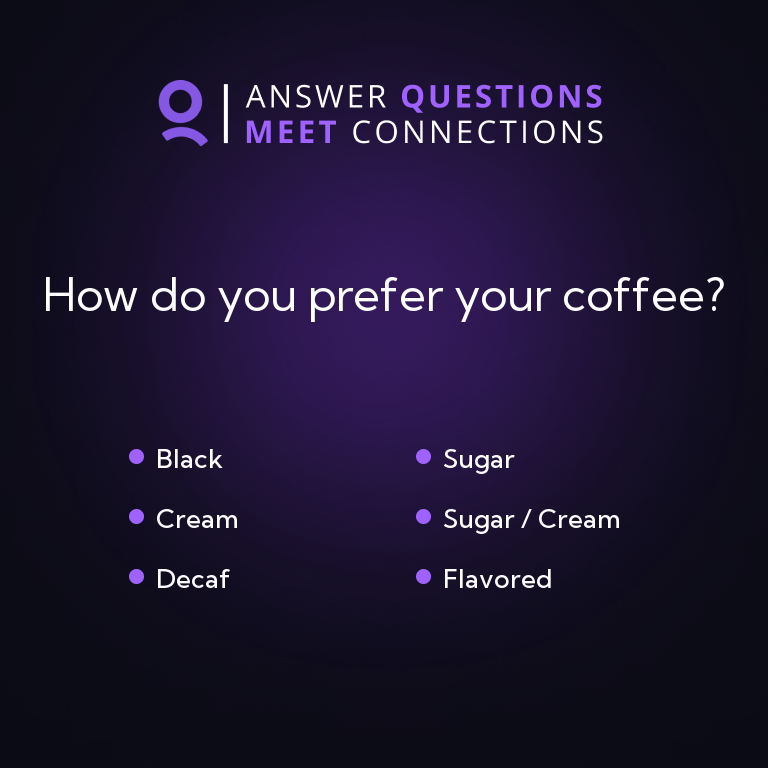 ANSWER QUESTIONS
MEET CONNECTIONS
How do you prefer your coffee?
Black
Cream
Decaf
Sugar
Sugar / Cream
Flavored